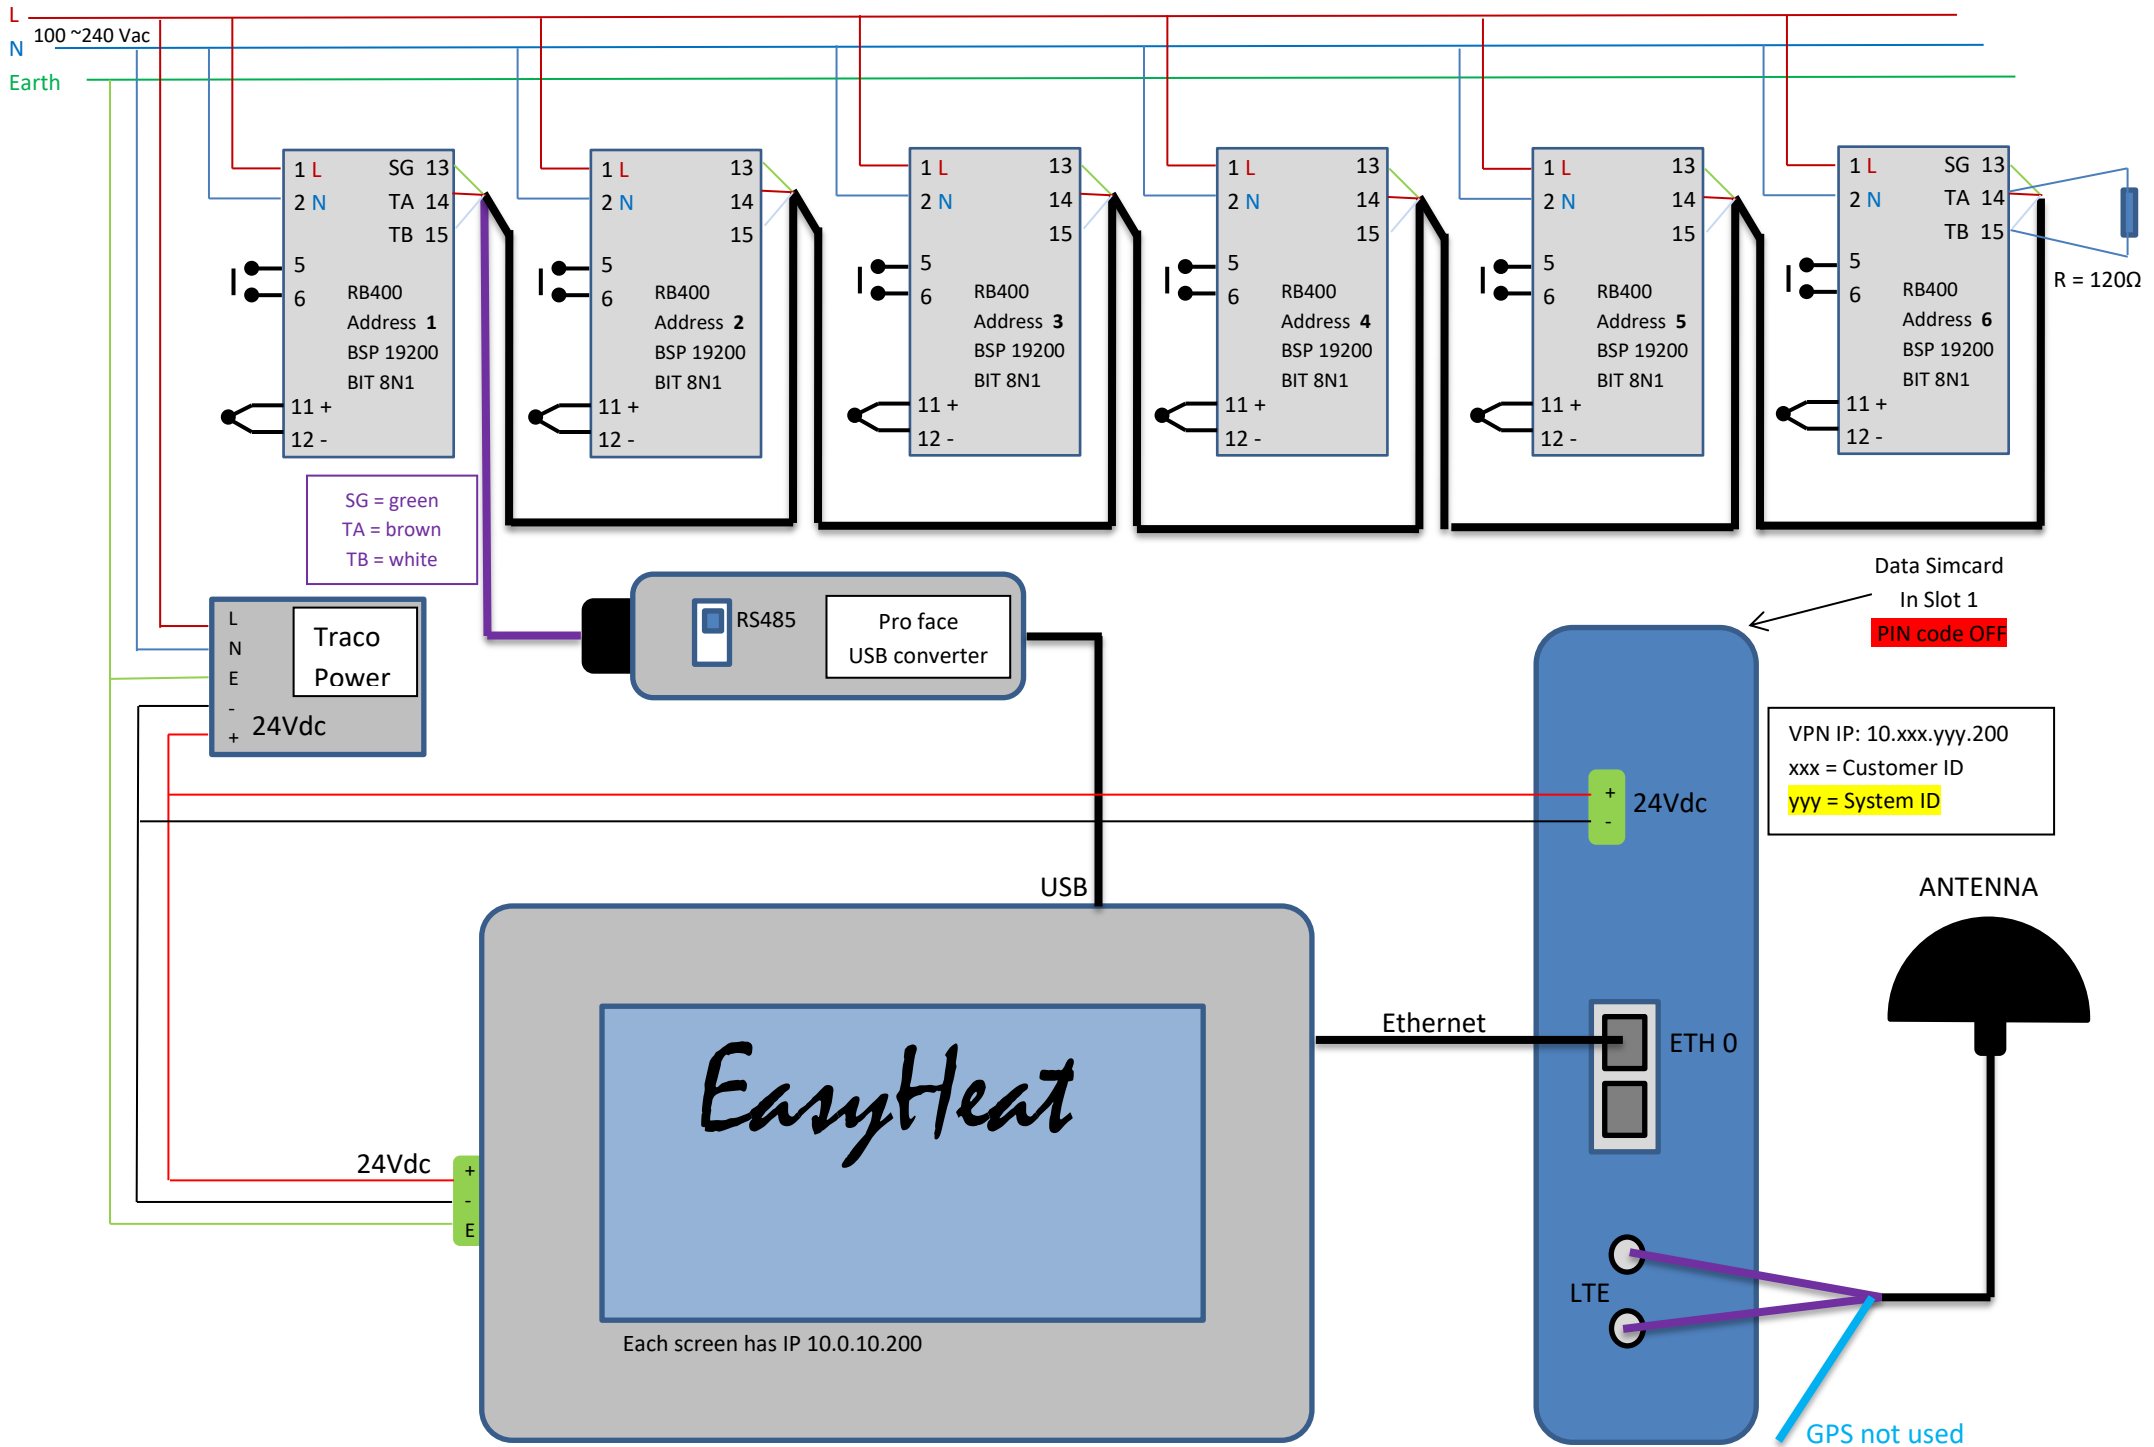 L
100 ~240 Vac
N
Earth
1 L
SG 13
2 N
TA 14
TB 15
5
6
RB400
Address 1
BSP 19200
BIT 8N1
11 +
12 -
1 L
13
2 N
14
15
5
6
RB400
Address 2
BSP 19200
BIT 8N1
11 +
12 -
1 L
13
2 N
14
15
5
6
RB400
Address 3
BSP 19200
BIT 8N1
11 +
12 -
1 L
13
2 N
14
15
5
6
RB400
Address 4
BSP 19200
BIT 8N1
11 +
12 -
1 L
13
2 N
14
15
5
6
RB400
Address 5
BSP 19200
BIT 8N1
11 +
12 -
1 L
SG 13
2 N
TA 14
TB 15
5
6
RB400
Address 6
BSP 19200
BIT 8N1
11 +
12 -
R = 120Ω
SG = green
TA = brown
TB = white
L
N
E
-
+
Traco
Power
24Vdc
RS485
Pro face
USB converter
Data Simcard
In Slot 1
PIN code OFF
VPN IP: 10.xxx.yyy.200
xxx = Customer ID
yyy = System ID
+
-
24Vdc
USB
ANTENNA
Ethernet
ETH 0
EasyHeat
24Vdc
+
-
E
LTE
Each screen has IP 10.0.10.200
GPS not used